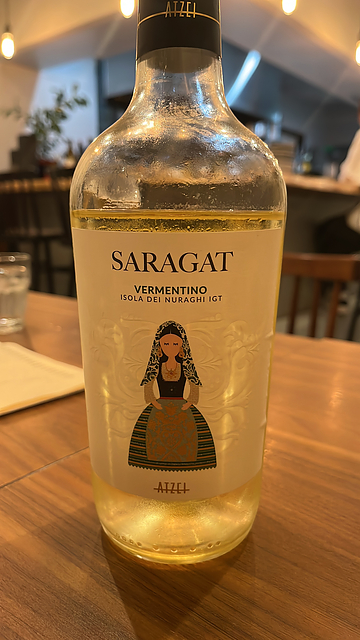 ATZEI
SARAGAT
VERMENTINO
ISOLA DEI NURAGHI IGT
ATZEI